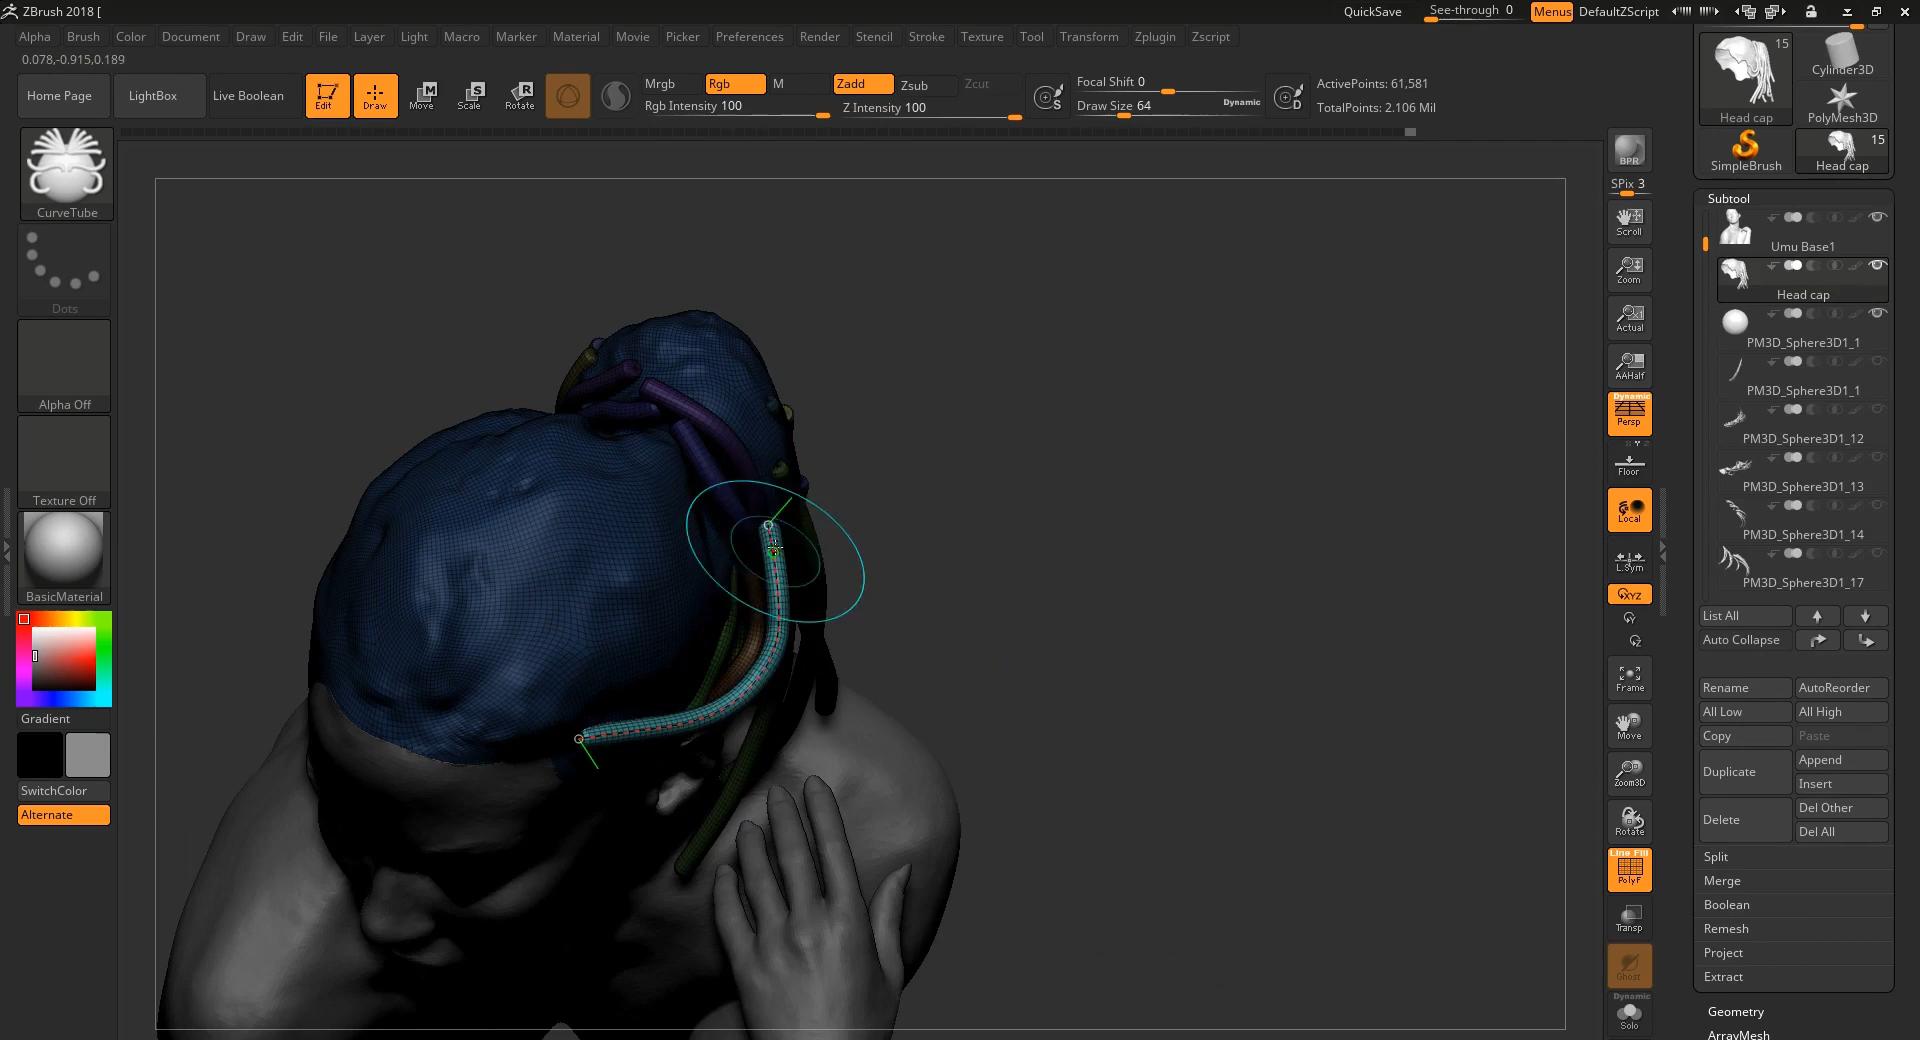 ZBrush 2018 [
QuickSave
See-through 0
Menus
DefaultZScript
Alpha Brush Color Document Draw Edit File Layer Light Macro Marker Material Movie Picker Preferences Render Stencil Stroke Texture Tool Transform Zplugin Zscript
0.078,-0.915,0.189
Home Page
LightBox
Live Boolean
Edit
Draw
Move
Scale
Rotate
Mrgb
Rgb
M
Rgb Intensity 100
Zadd
Zsub
Zcut
Z Intensity 100
S
Focal Shift 0
Draw Size 64
Dynamic
D
ActivePoints: 61,581
TotalPoints: 2.106 Mil
CurveTube
Dots
Alpha Off
Texture Off
BasicMaterial
Gradient
SwitchColor
Alternate
BPR
SPix 3
Scroll
Zoom
Actual
AAHalf
Dynamic
Persp
Floor
Local
L.Sym
XYZ
Y
Z
Frame
Move
Zoom3D
Rotate
Line Fill
PolyF
Transp
Ghost
Dynamic
Solo
15
Head cap
Cylinder3D
PolyMesh3D
SimpleBrush
15
Head cap
Subtool
Umu Base1
Head cap
PM3D_Sphere3D1_1
PM3D_Sphere3D1_1
PM3D_Sphere3D1_12
PM3D_Sphere3D1_13
PM3D_Sphere3D1_14
PM3D_Sphere3D1_17
List All
Auto Collapse
Rename
AutoReorder
All Low
All High
Copy
Paste
Duplicate
Append
Insert
Delete
Del Other
Del All
Split
Merge
Boolean
Remesh
Project
Extract
Geometry
ArrayMesh